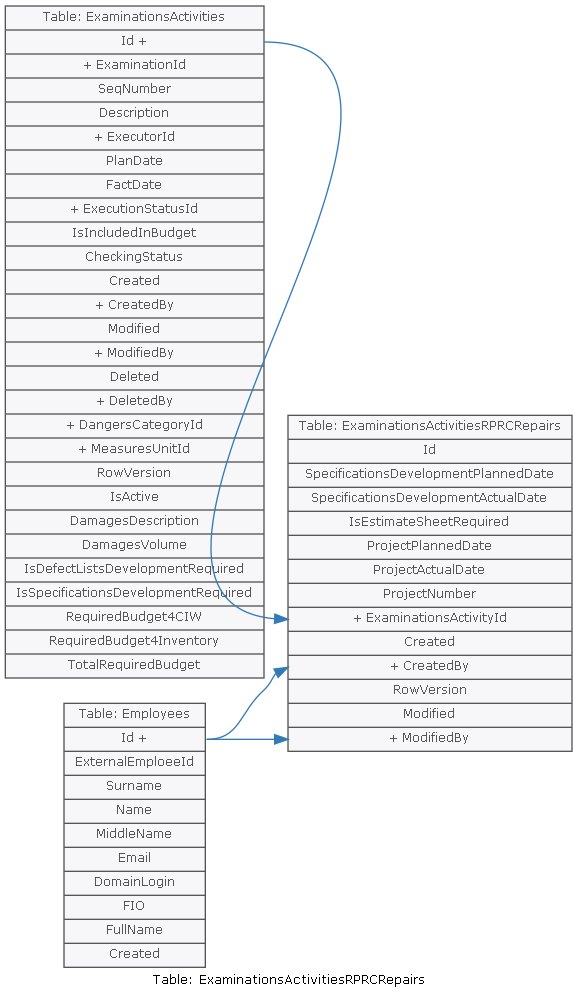 Table: ExaminationsActivities
Id +
+ ExaminationId
SeqNumber
Description
+ ExecutorId
PlanDate
FactDate
+ ExecutionStatusId
IsIncludedInBudget
CheckingStatus
Created
+ CreatedBy
Modified
+ ModifiedBy
Deleted
+ DeletedBy
+ DangersCategoryId
+ MeasuresUnitId
RowVersion
IsActive
DamagesDescription
DamagesVolume
IsDefectListsDevelopmentRequired
IsSpecificationsDevelopmentRequired
RequiredBudget4CIW
RequiredBudget4Inventory
TotalRequiredBudget
Table: ExaminationsActivitiesRPRCRepairs
Id
SpecificationsDevelopmentPlannedDate
SpecificationsDevelopmentActualDate
IsEstimateSheetRequired
ProjectPlannedDate
ProjectActualDate
ProjectNumber
+ ExaminationsActivityId
Created
+ CreatedBy
RowVersion
Modified
+ ModifiedBy
Table: Employees
Id +
ExternalEmploeeId
Surname
Name
MiddleName
Email
DomainLogin
FIO
FullName
Created
Table: ExaminationsActivitiesRPRCRepairs